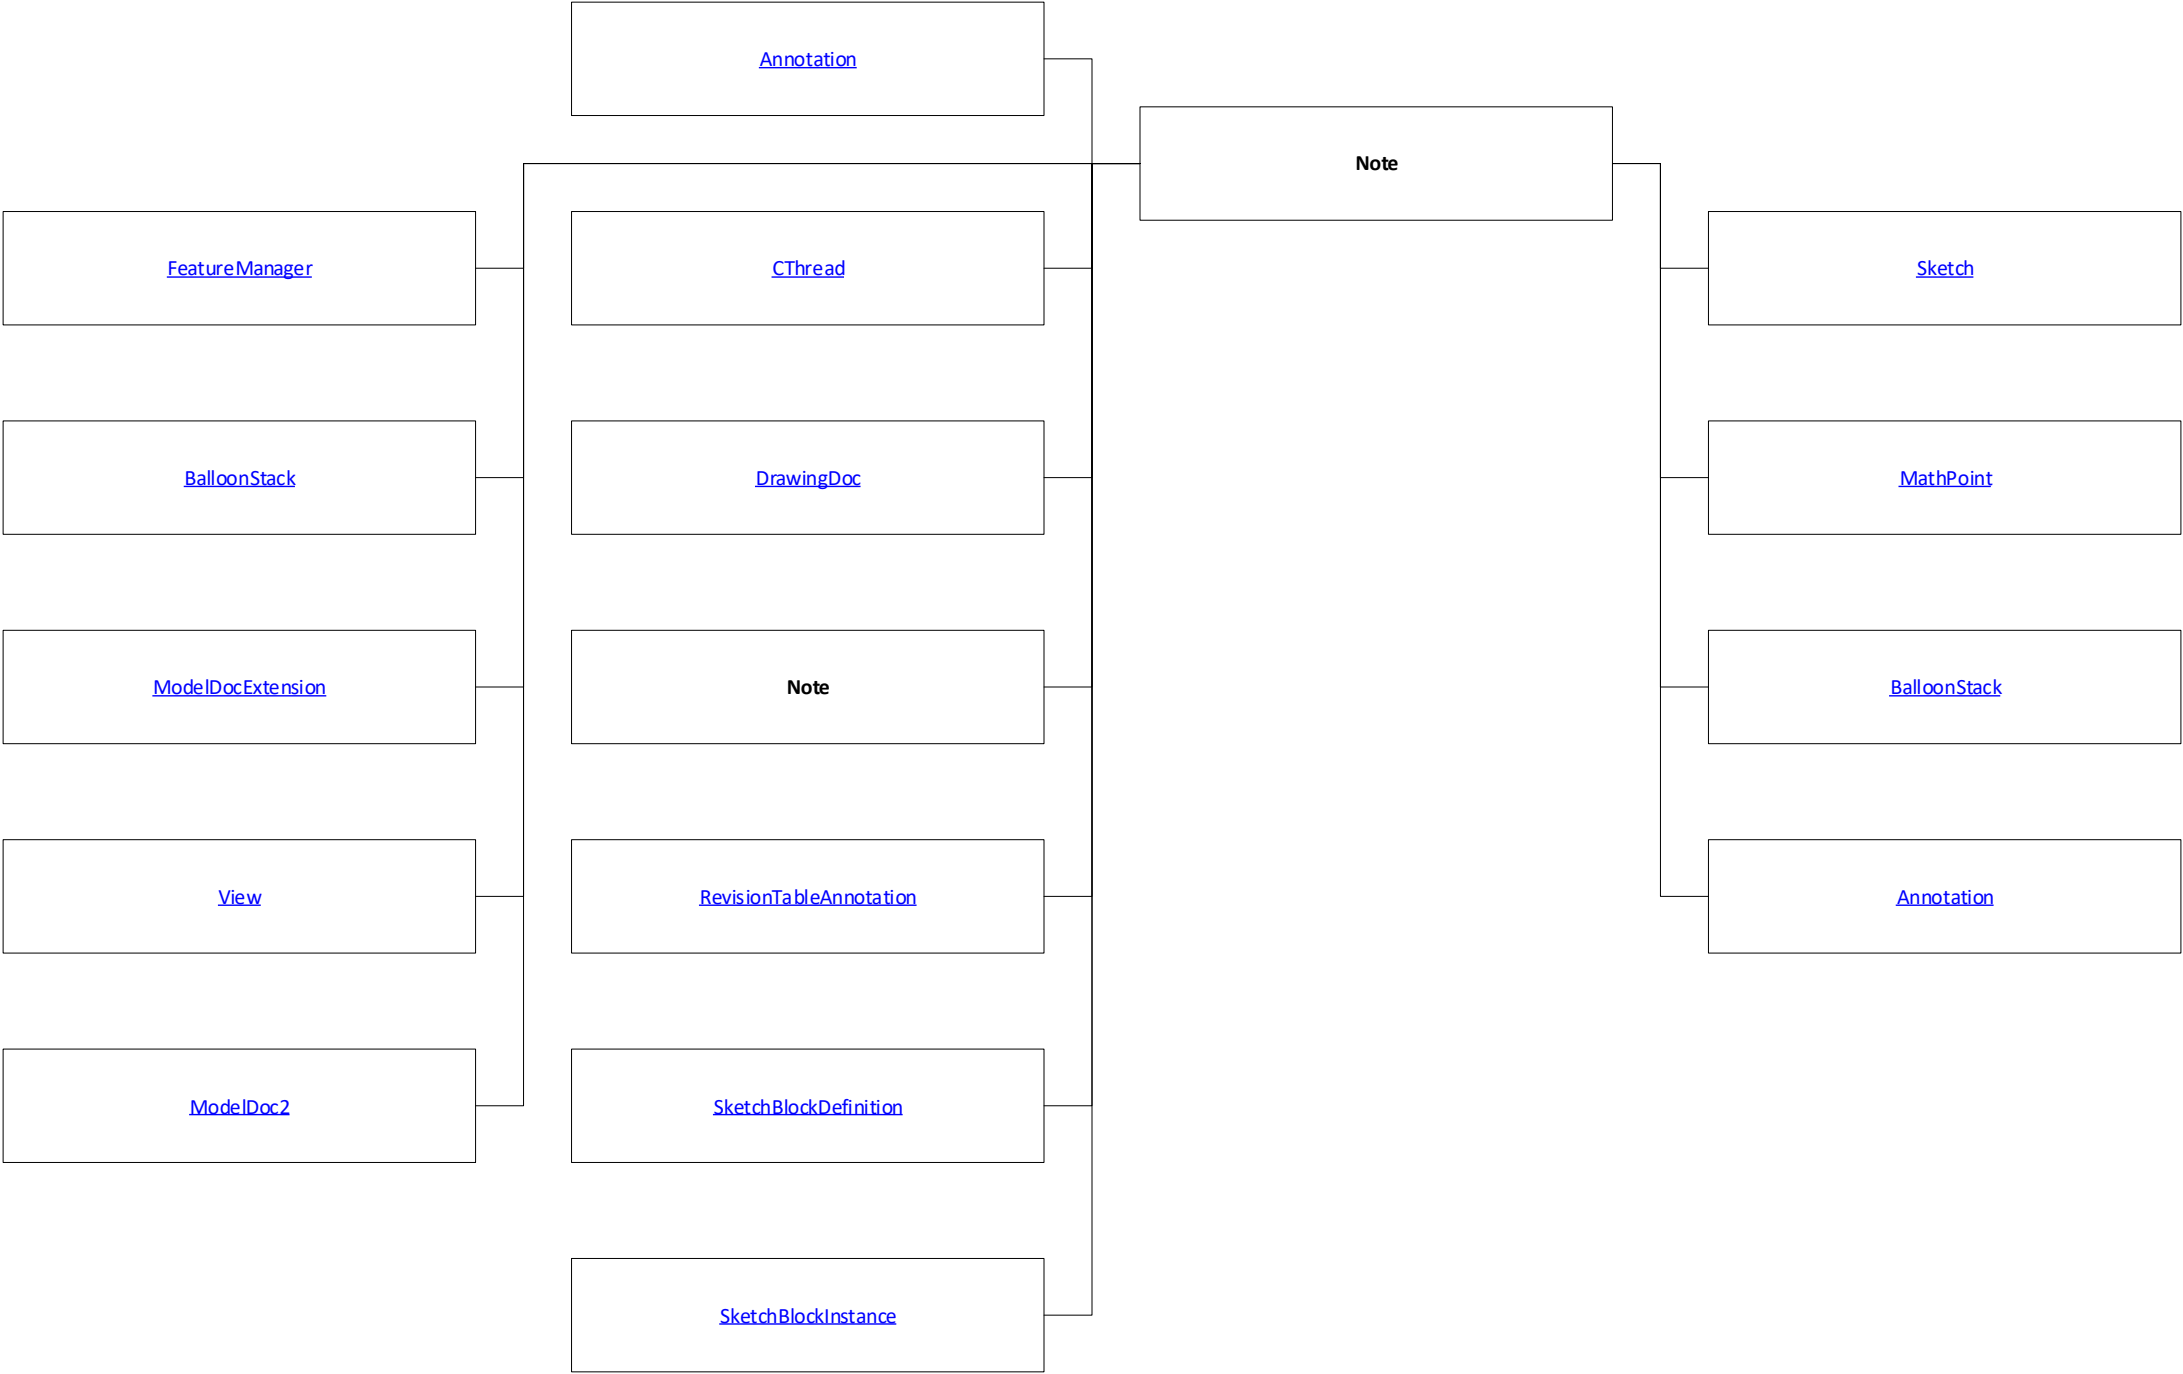 Annotation
Note
FeatureManager
CThread
Sketch
BalloonStack
DrawingDoc
MathPoint
ModelDocExtension
Note
BalloonStack
View
RevisionTableAnnotation
Annotation
ModelDoc2
SketchBlockDefinition
SketchBlockInstance